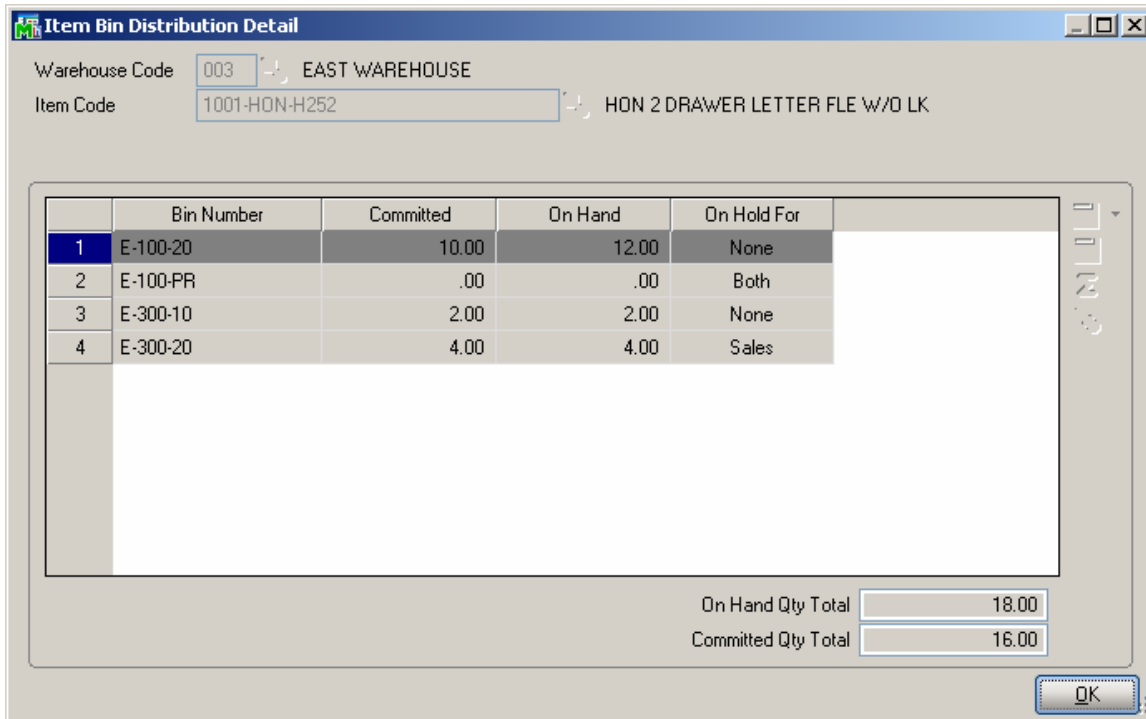 Item Bin Distribution Detail
Warehouse Code 003 EAST WAREHOUSE
Item Code 1001-HON-H252 HON 2 DRAWER LETTER FLE W/O LK
Bin Number Committed On Hand On Hold For
1 E-100-20 10.00 12.00 None
2 E-100-PR .00 .00 Both
3 E-300-10 2.00 2.00 None
4 E-300-20 4.00 4.00 Sales
On Hand Qty Total 18.00
Committed Qty Total 16.00
OK